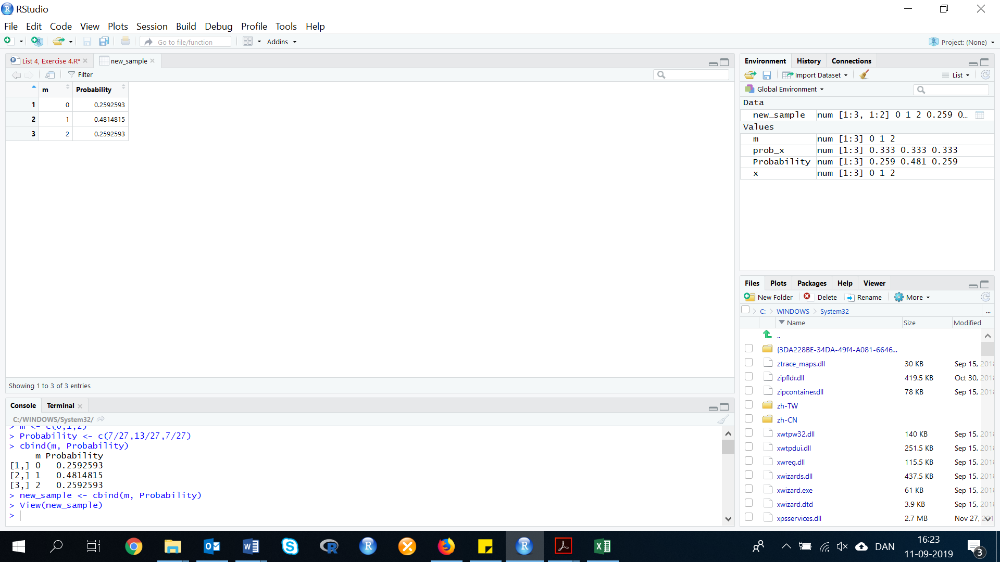 RStudio
File Edit Code View Plots Session Build Debug Profile Tools Help
Go to file/function Addins Project: (None)
List 4, Exercise 4.R* new_sample
Filter
m Probability
1 0 0.2592593
2 1 0.4814815
3 2 0.2592593
Showing 1 to 3 of 3 entries
Console Terminal
C:/WINDOWS/System32/
> m <- c(0,1,2)
> Probability <- c(7/27,13/27,7/27)
> cbind(m, Probability)
m Probability
[1,] 0 0.2592593
[2,] 1 0.4814815
[3,] 2 0.2592593
> new_sample <- cbind(m, Probability)
> View(new_sample)
>
Environment History Connections
Import Dataset List
Global Environment
Data
new_sample num [1:3, 1:2] 0 1 2 0.259 0...
Values
m num [1:3] 0 1 2
prob_x num [1:3] 0.333 0.333 0.333
Probability num [1:3] 0.259 0.481 0.259
x num [1:3] 0 1 2
Files Plots Packages Help Viewer
New Folder Delete Rename More
C: WINDOWS System32 ...
Name Size Modified
..
{3DA228BE-34DA-49f4-A081-6646...
ztrace_maps.dll 30 KB Sep 15, 201
zipfldr.dll 419.5 KB Oct 30, 201
zipcontainer.dll 78 KB Sep 15, 201
zh-TW
zh-CN
xwtpw32.dll 140 KB Sep 15, 201
xwtpdui.dll 251.5 KB Sep 15, 201
xwreg.dll 115.5 KB Sep 15, 201
xwizards.dll 437.5 KB Sep 15, 201
xwizard.exe 61 KB Sep 15, 201
xwizard.dtd 3.9 KB Sep 15, 201
xpsservices.dll 2.7 MB Nov 27, 201
DAN
16:23
11-09-2019
3